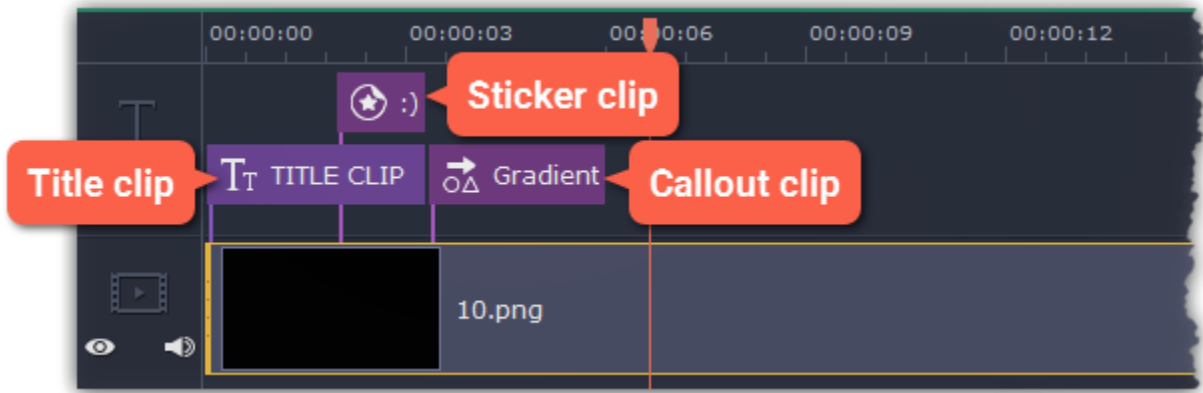 00:00:00 00:00:03 00:00:06 00:00:09 00:00:12
:) Sticker clip
Title clip TT TITLE CLIP Gradient Callout clip
10.png